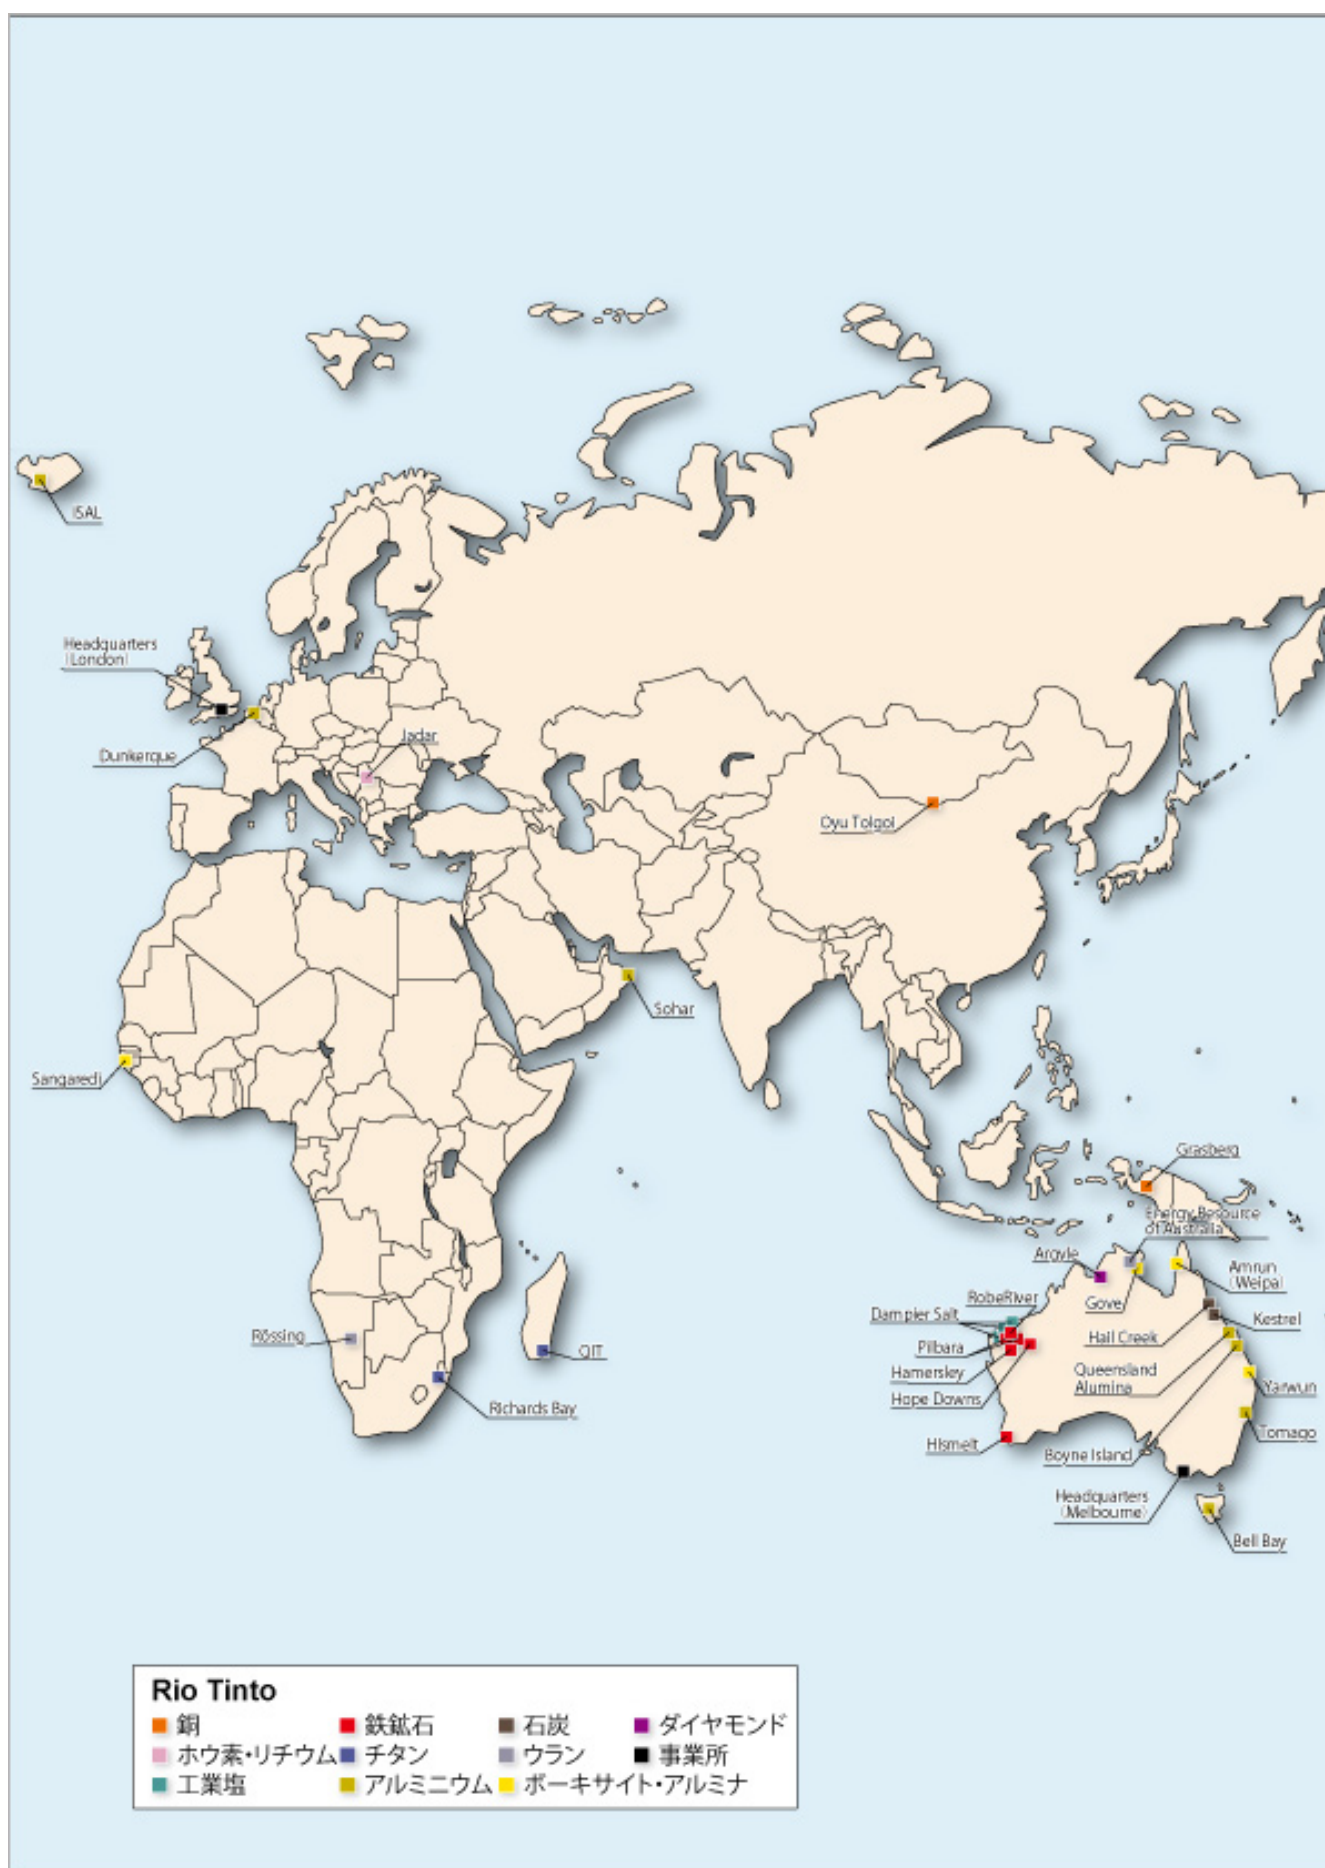 ISAL
Headquarters
(London)
Dunkerque
Jadar
Oyu Tolgoi
Sohar
Sangaredi
Grasberg
Energy Resource
of Australia
Argyle
Amrun
(Weipa)
RobeRiver
Gove
Dampier Salt
Kestrel
Rössing
Hail Creek
Pilbara
QIT
Hamersley
Queensland
Alumina
Yarwun
Hope Downs
Richards Bay
Tomago
HIsmelt
Boyne Island
Headquarters
(Melbourne)
Bell Bay
Rio Tinto
銅 鉄鉱石 石炭 ダイヤモンド
ホウ素・リチウム チタン ウラン 事業所
工業塩 アルミニウム ボーキサイト・アルミナ